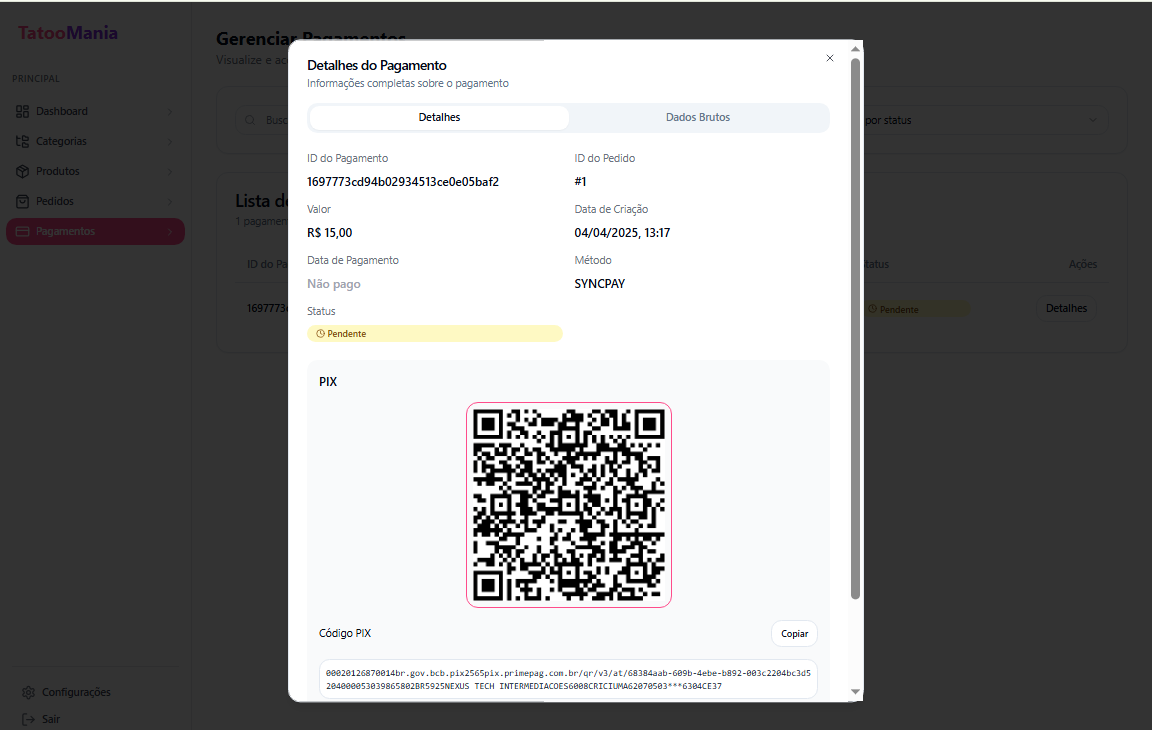 TatooMania
PRINCIPAL
Dashboard
Categorias
Produtos
Pedidos
Pagamentos
Configurações
Sair
Gerenciar Pagamentos
Visualize e
Busc
por status
Lista d
1 pagamen
ID do Pa
tatus
Ações
1697773
Pendente
Detalhes
Detalhes do Pagamento
Informações completas sobre o pagamento
Detalhes
Dados Brutos
ID do Pagamento
ID do Pedido
1697773cd94b02934513ce0e05baf2
#1
Valor
Data de Criação
R$ 15,00
04/04/2025, 13:17
Data de Pagamento
Método
Não pago
SYNCPAY
Status
Pendente
PIX
Código PIX
Copiar
00020126870014br.gov.bcb.pix2565pix.primepag.com.br/qr/v3/at/68384aab-609b-4ebe-b892-003c2204bc3d5
204000053039865802BR5925NEXUS TECH INTERMEDIACOES6008CRICIUMA62070503***6304CE37